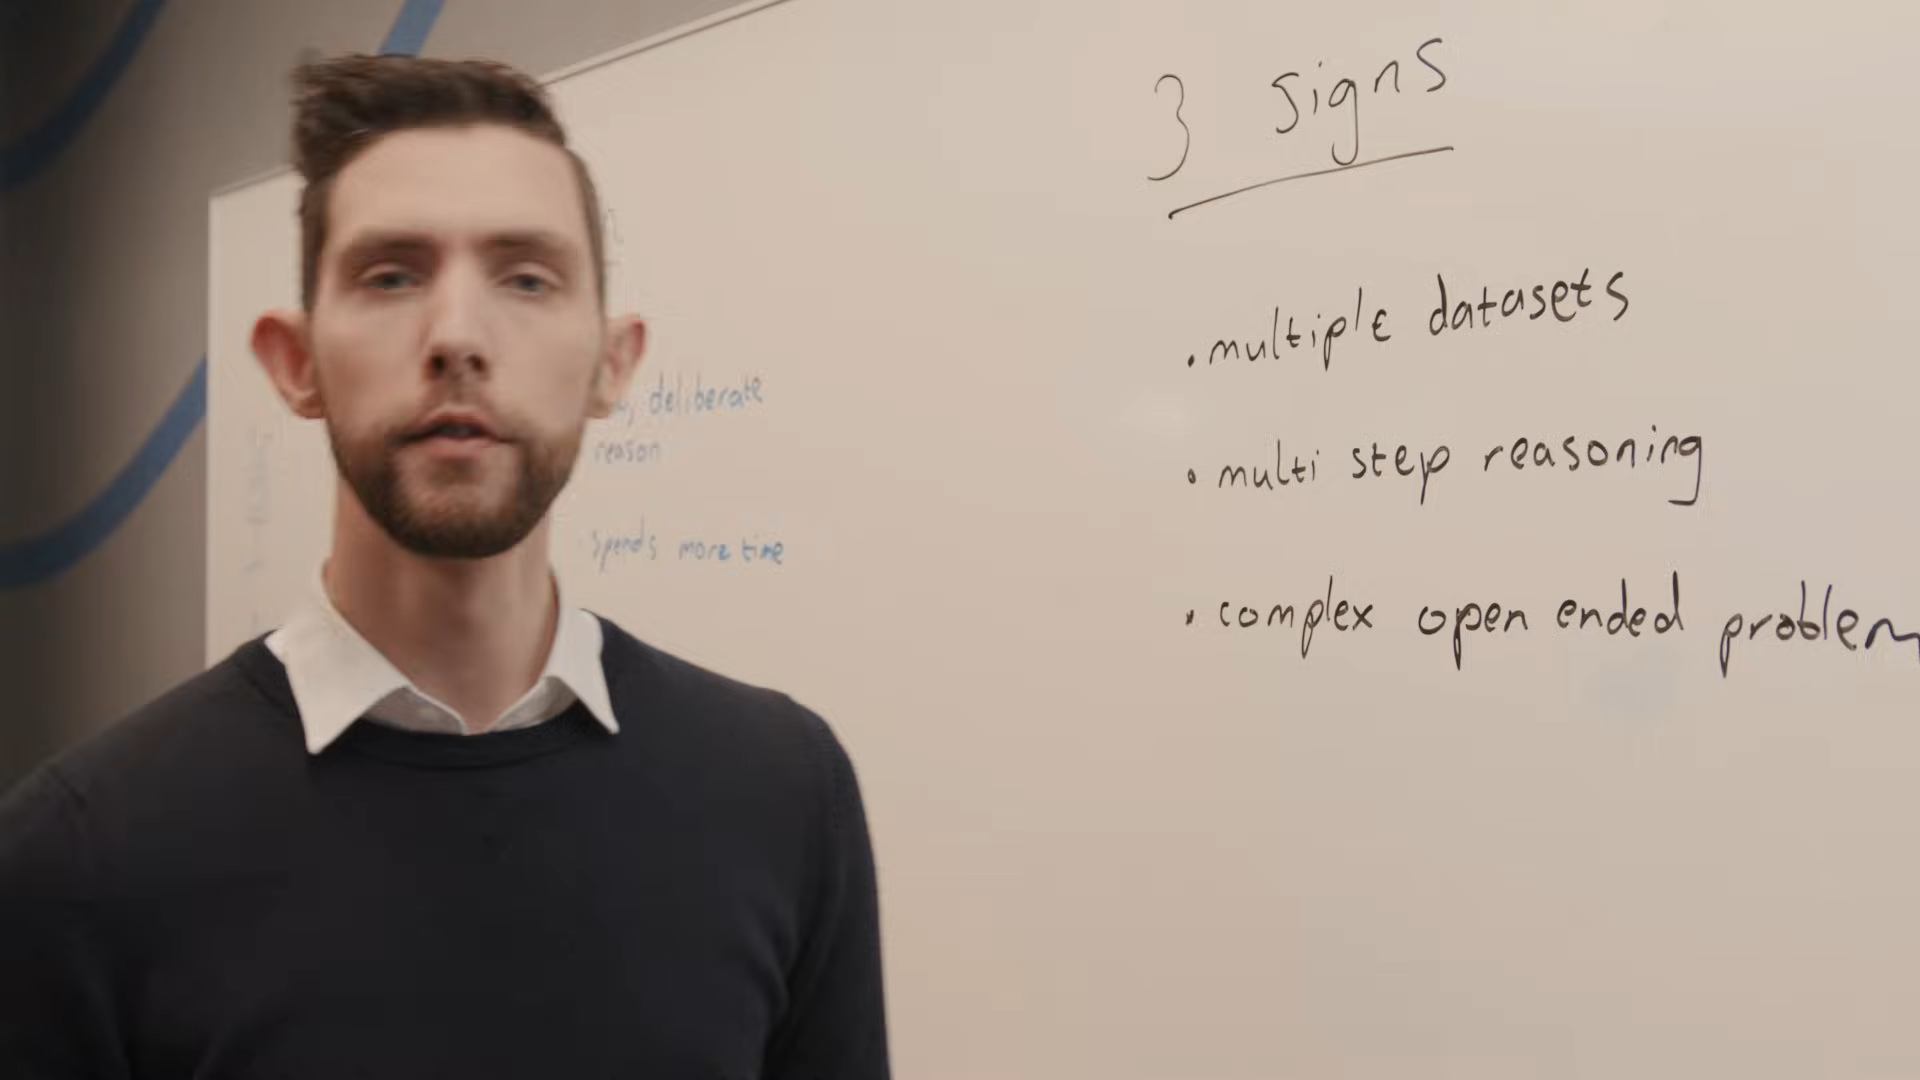 3 signs
• multiple datasets
• multi step reasoning
• complex open ended problem
deliberate
reason
spends more time